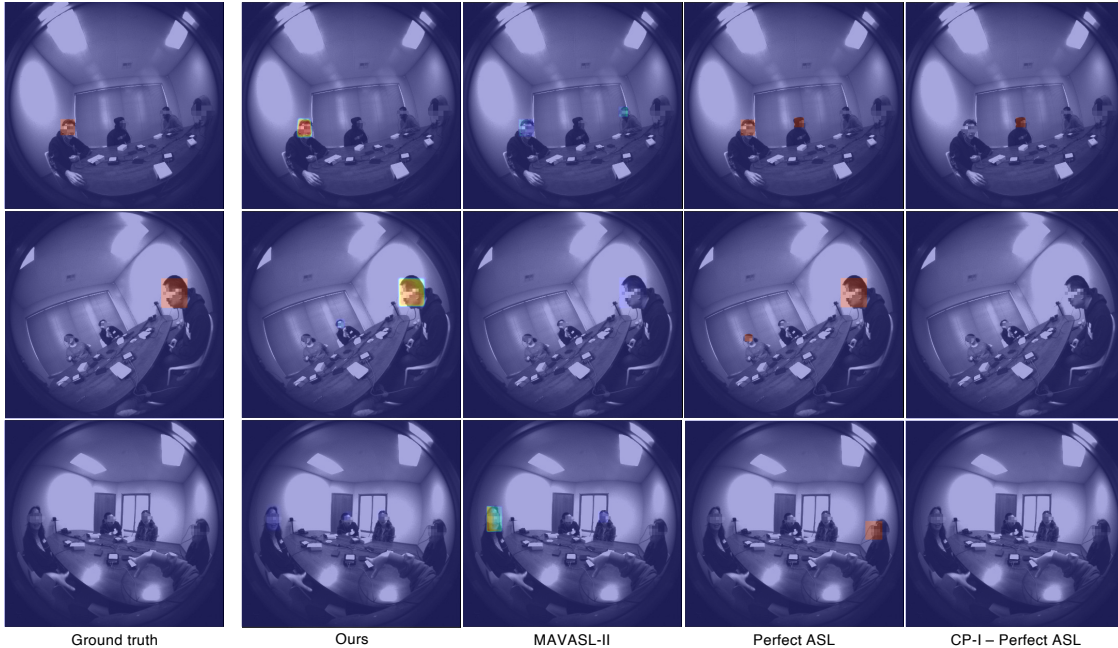 Ground truth
Ours
MAVASL-II
Perfect ASL
CP-I – Perfect ASL